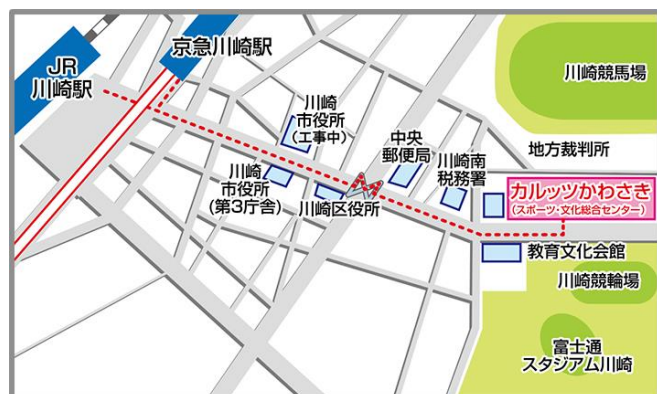 京急川崎駅
JR
川崎駅
川崎競馬場
川崎
市役所
（工事中）
中央
郵便局
川崎南
税務署
地方裁判所
カルッツかわさき
（スポーツ・文化総合センター）
川崎
市役所
（第3庁舎）
川崎区役所
教育文化会館
川崎競輪場
富士通
スタジアム川崎